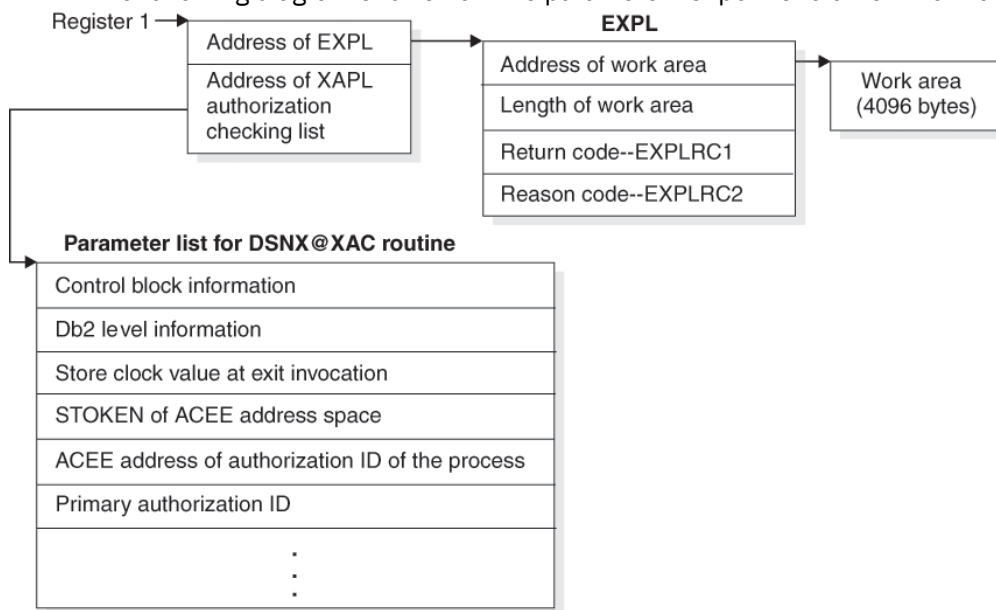 Register 1
Address of EXPL
Address of XAPL
authorization
checking list
EXPL
Address of work area
Length of work area
Return code--EXPLRC1
Reason code--EXPLRC2
Work area
(4096 bytes)
Parameter list for DSNX@XAC routine
Control block information
Db2 level information
Store clock value at exit invocation
STOKEN of ACEE address space
ACEE address of authorization ID of the process
Primary authorization ID
.
.
.